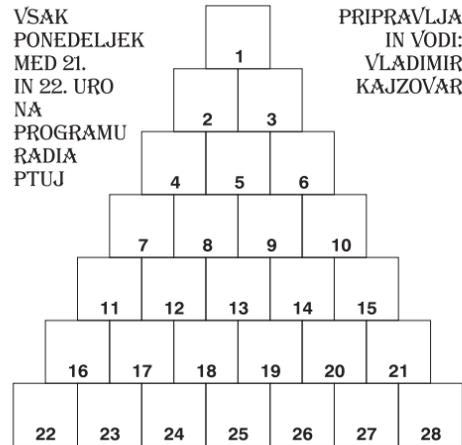 VSAK
PONEDELJEK
MED 21.
IN 22. URO
NA
PROGRAMU
RADIA
PTUJ
PRIPRAVLJA
IN VODI:
VLADIMIR
KAJZOVAR
1
2 3
4 5 6
7 8 9 10
11 12 13 14 15
16 17 18 19 20 21
22 23 24 25 26 27 28